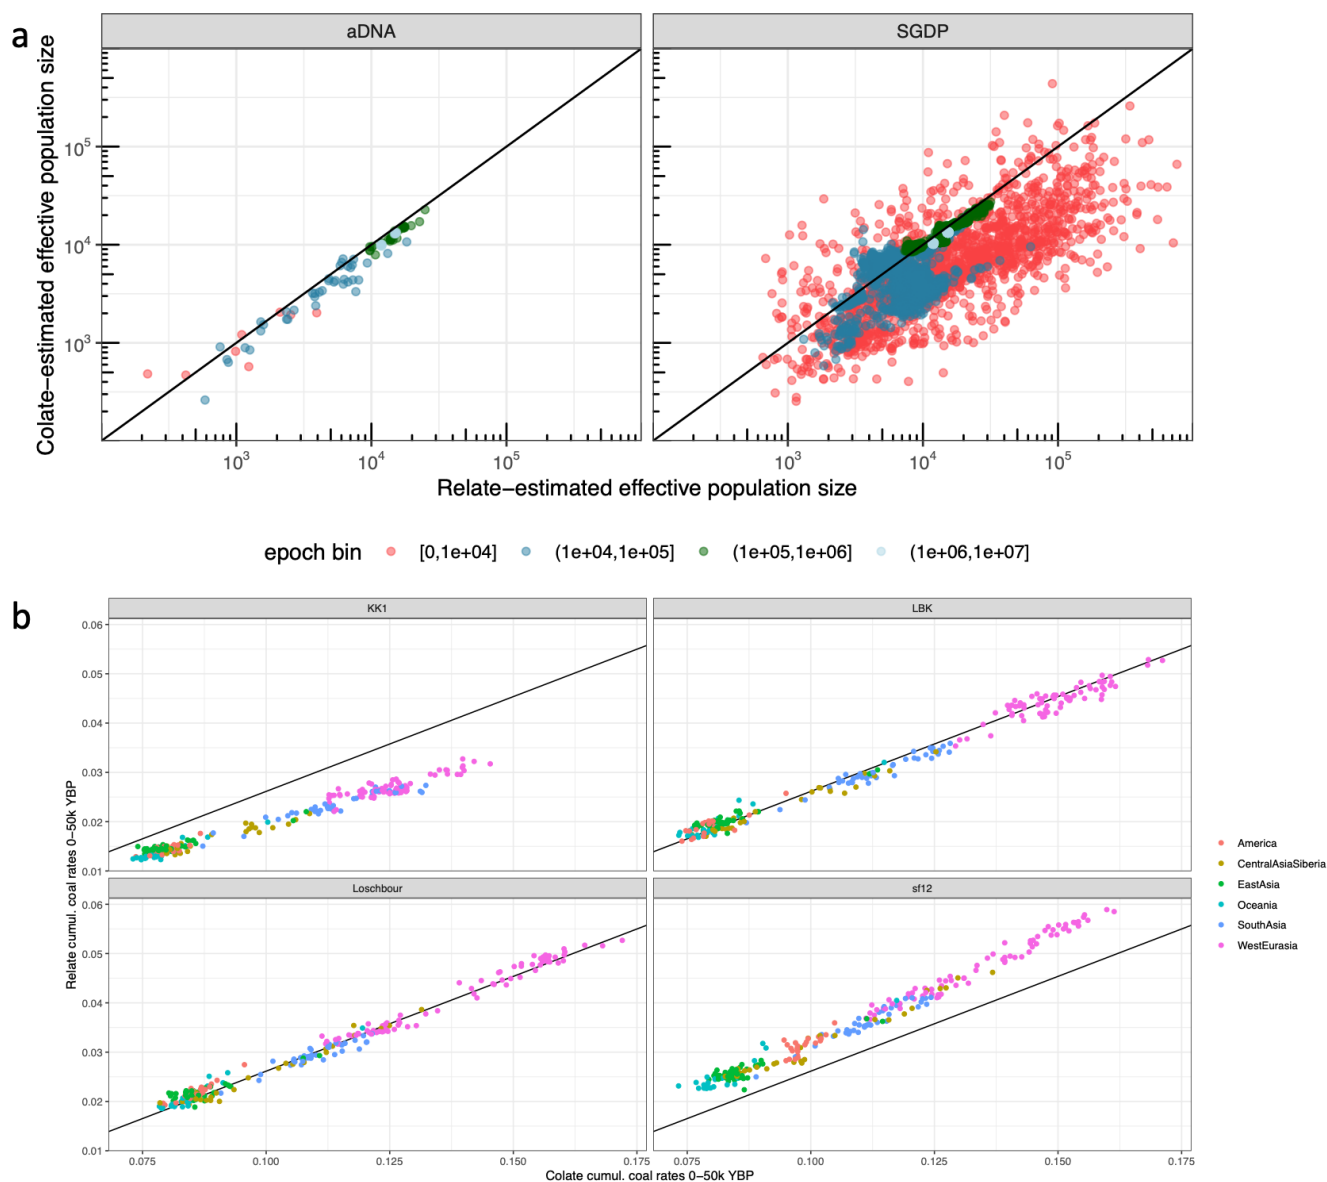 a
aDNA
SGDP
Colate−estimated effective population size
10^5
10^4
10^3
10^3
10^4
10^5
10^3
10^4
10^5
Relate−estimated effective population size
epoch bin
[0,1e+04]
(1e+04,1e+05]
(1e+05,1e+06]
(1e+06,1e+07]
b
KK1
LBK
0.06
0.05
0.04
0.03
0.02
0.01
Loschbour
sf12
0.06
0.05
0.04
0.03
0.02
0.01
Relate cumul. coal rates 0−50k YBP
0.075
0.100
0.125
0.150
0.175
0.075
0.100
0.125
0.150
0.175
Colate cumul. coal rates 0−50k YBP
America
CentralAsiaSiberia
EastAsia
Oceania
SouthAsia
WestEurasia